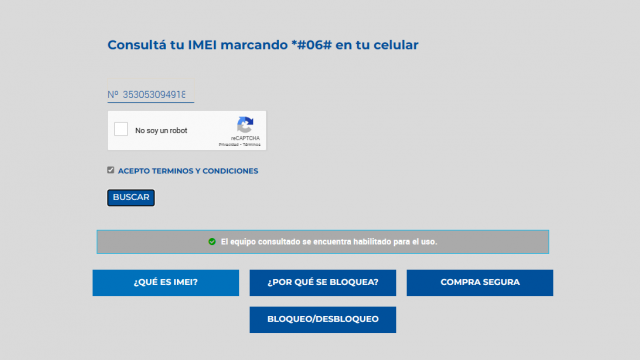 Consultá tu IMEI marcando *#06# en tu celular
Nº 353053094918
No soy un robot
reCAPTCHA
Privacidad - Términos
ACEPTO TERMINOS Y CONDICIONES
BUSCAR
El equipo consultado se encuentra habilitado para el uso.
¿QUÉ ES IMEI?
¿POR QUÉ SE BLOQUEA?
COMPRA SEGURA
BLOQUEO/DESBLOQUEO